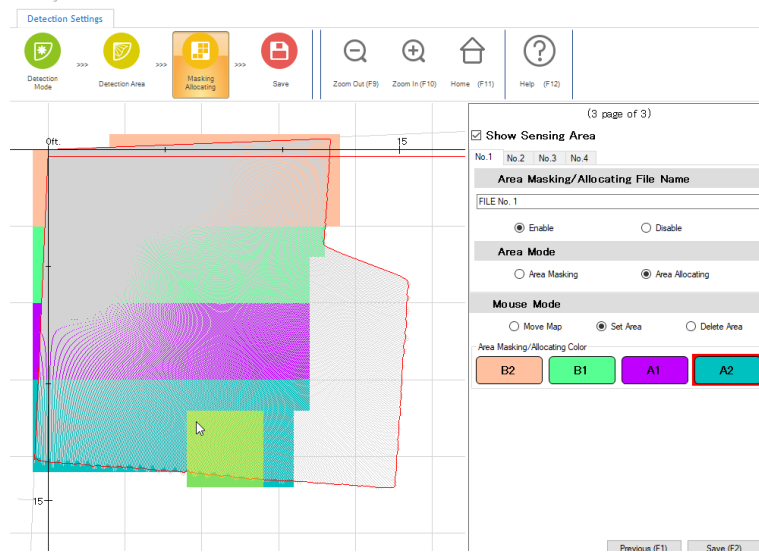 Detection Settings
Detection
Mode
>>>
Detection Area
>>>
Masking
Allocating
>>>
Save
Zoom Out (F9)
Zoom In (F10)
Home (F11)
Help (F12)
(3 page of 3)
Show Sensing Area
No.1 No.2 No.3 No.4
Area Masking/Allocating File Name
FILE No. 1
Enable Disable
Area Mode
Area Masking Area Allocating
Mouse Mode
Move Map Set Area Delete Area
Area Masking/Allocating Color
B2 B1 A1 A2
Previous (F1) Save (F2)
0ft.
15
15